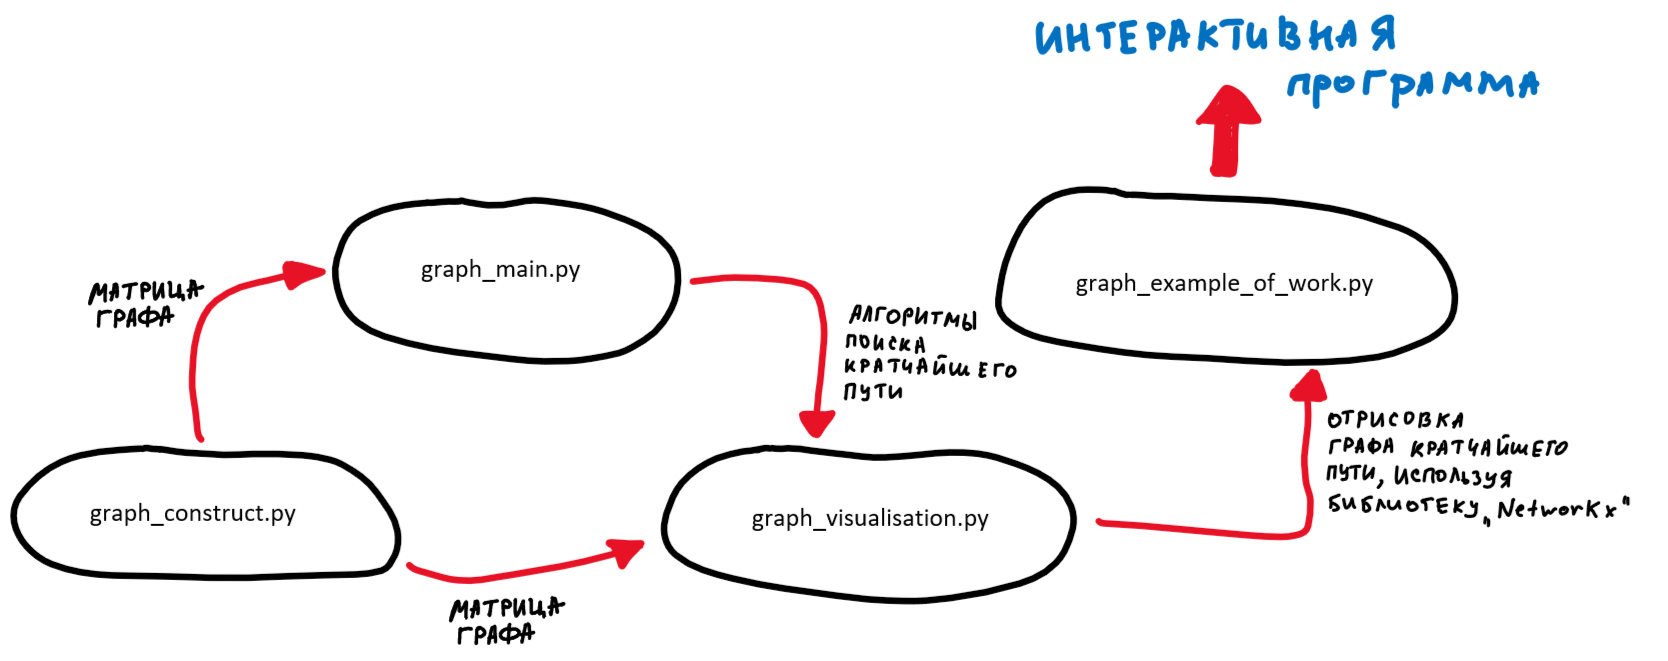 ИНТЕРАКТИВНАЯ
ПРОГРАММА
graph_main.py
graph_example_of_work.py
МАТРИЦА
ГРАФА
АЛГОРИТМЫ
ПОИСКА
КРАТЧАЙШЕГО
ПУТИ
graph_construct.py
graph_visualisation.py
ОТРИСОВКА
ГРАФА КРАТЧАЙШЕГО
ПУТИ, ИСПОЛЬЗУЯ
БИБЛИОТЕКУ „NetworKx"
МАТРИЦА
ГРАФА